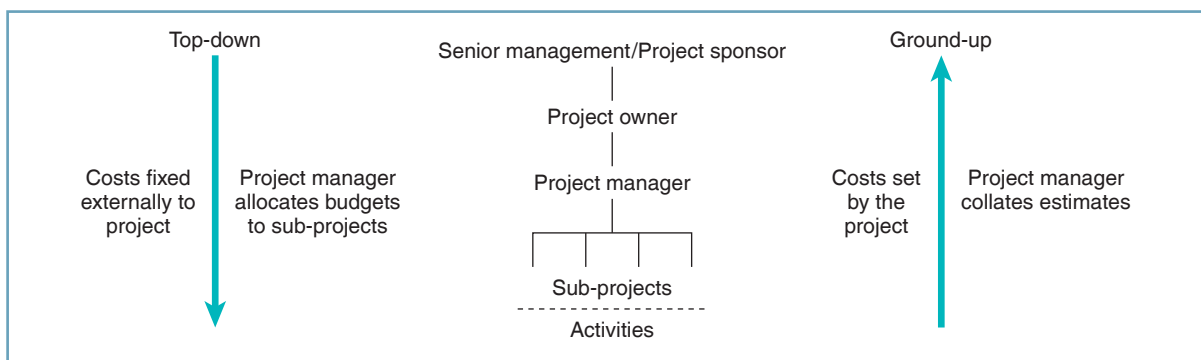 Top-down
Costs fixed
externally to
project
Project manager
allocates budgets
to sub-projects
Senior management/Project sponsor
Project owner
Project manager
Sub-projects
Activities
Ground-up
Costs set
by the
project
Project manager
collates estimates